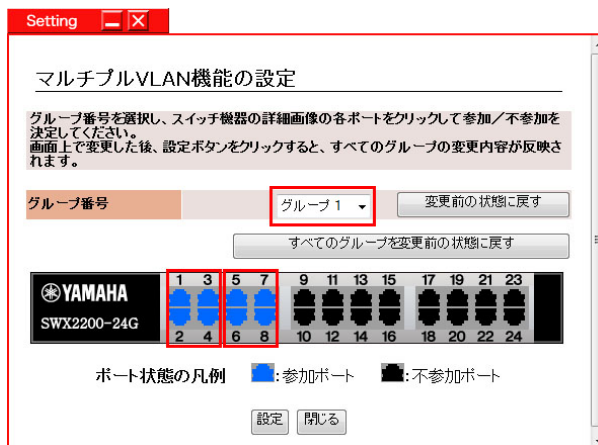 Setting
マルチプルVLAN機能の設定
グループ番号を選択し、スイッチ機器の詳細画像の各ポートをクリックして参加／不参加を
決定してください。
画面上で変更した後、設定ボタンをクリックすると、すべてのグループの変更内容が反映さ
れます。
グループ番号 グループ 1 変更前の状態に戻す
すべてのグループを変更前の状態に戻す
1 3 5 7 9 11 13 15 17 19 21 23
YAMAHA
SWX2200-24G
2 4 6 8 10 12 14 16 18 20 22 24
ポート状態の凡例 :参加ポート :不参加ポート
設定 閉じる